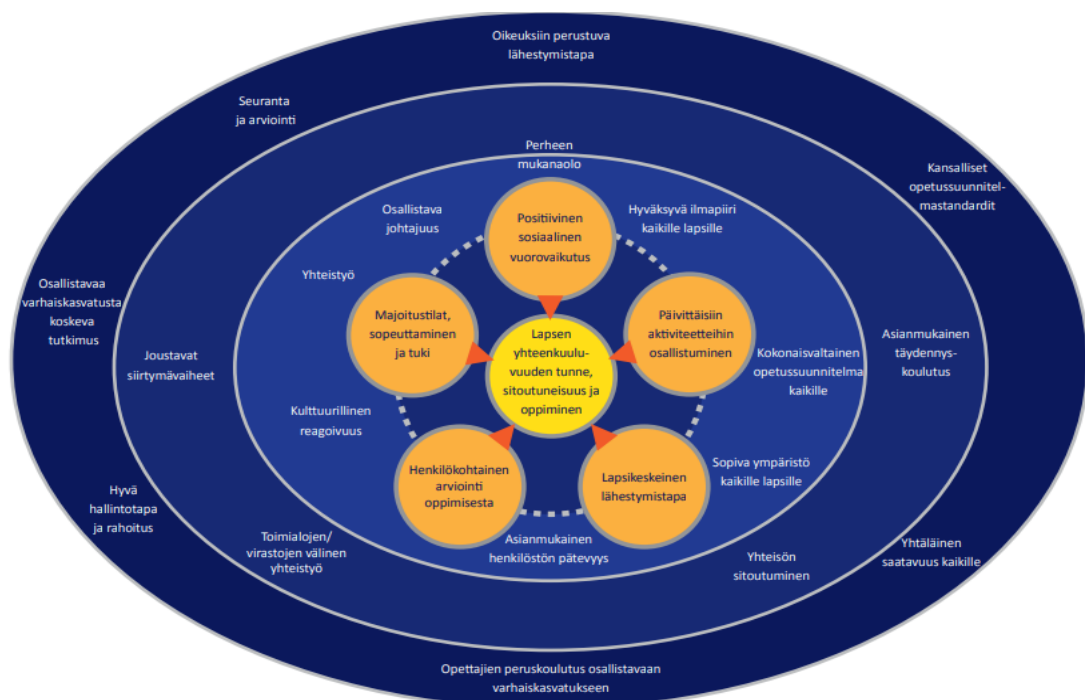 Oikeuksiin perustuva
lähestymistapa
Seuranta
ja arviointi
Kansalliset
opetussuunnitel-
mastandardit
Perheen
mukanaolo
Osallistava
johtajuus
Positiivinen
sosiaalinen
vuorovaikutus
Hyväksyvä ilmapiiri
kaikille lapsille
Yhteistyö
Osallistavaa
varhaiskasvatusta
koskeva
tutkimus
Joustavat
siirtymävaiheet
Majoitustilat,
sopeuttaminen
ja tuki
Lapsen
yhteenkuulu-
vuuden tunne,
sitoutuneisuus ja
oppiminen
Päivittäisiin
aktiviteetteihin
osallistuminen
Kokonaisvaltainen
opetussuunnitelma
kaikille
Asianmukainen
täydennys-
koulutus
Kulttuurillinen
reagoivuus
Henkilökohtainen
arviointi
oppimisesta
Lapsikeskeinen
lähestymistapa
Sopiva ympäristö
kaikille lapsille
Hyvä
hallintotapa
ja rahoitus
Toimialojen/
virastojen välinen
yhteistyö
Asianmukainen
henkilöstön pätevyys
Yhteisön
sitoutuminen
Yhtäläinen
saatavuus kaikille
Opettajien peruskoulutus osallistavaan
varhaiskasvatukseen